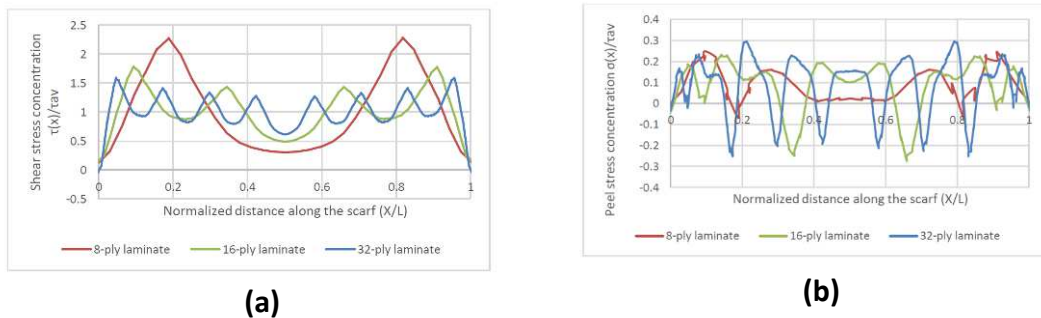 2.5
2
1.5
1
0.5
0
-0.5
0
0.2
0.4
0.6
0.8
1
Shear stress concentration
τ(x)/τav
Normalized distance along the scarf (X/L)
8-ply laminate
16-ply laminate
32-ply laminate
(a)
0.4
0.3
0.2
0.1
0
-0.1
-0.2
-0.3
-0.4
0
0.2
0.4
0.6
0.8
1
Peel stress concentration σ(x)/τav
Normalized distance along the scarf (X/L)
8-ply laminate
16-ply laminate
32-ply laminate
(b)